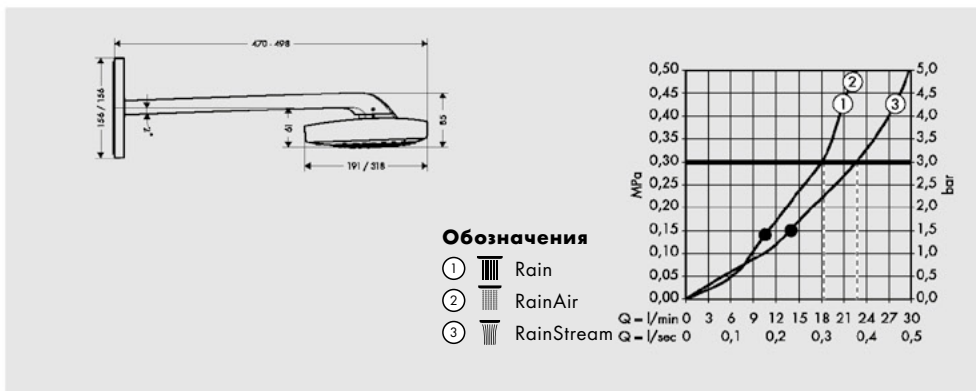 470 - 498
156 / 156
2°
61
85
191 / 318
Обозначения
1 Rain
2 RainAir
3 RainStream
0,50 5,0
0,45 4,5
0,40 4,0
0,35 3,5
0,30 3,0
0,25 2,5
0,20 2,0
0,15 1,5
0,10 1,0
0,05 0,5
0,00 0,0
MPa
bar
1
2
3
Q = l/min 0 3 6 9 12 15 18 21 24 27 30
Q = l/sec 0 0,1 0,2 0,3 0,4 0,5